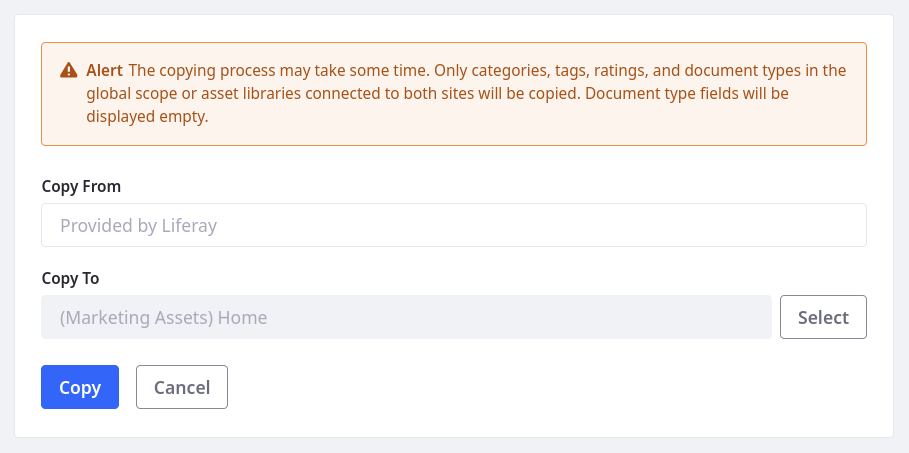 Alert The copying process may take some time. Only categories, tags, ratings, and document types in the
global scope or asset libraries connected to both sites will be copied. Document type fields will be
displayed empty.
Copy From
Provided by Liferay
Copy To
(Marketing Assets) Home
Select
Copy
Cancel